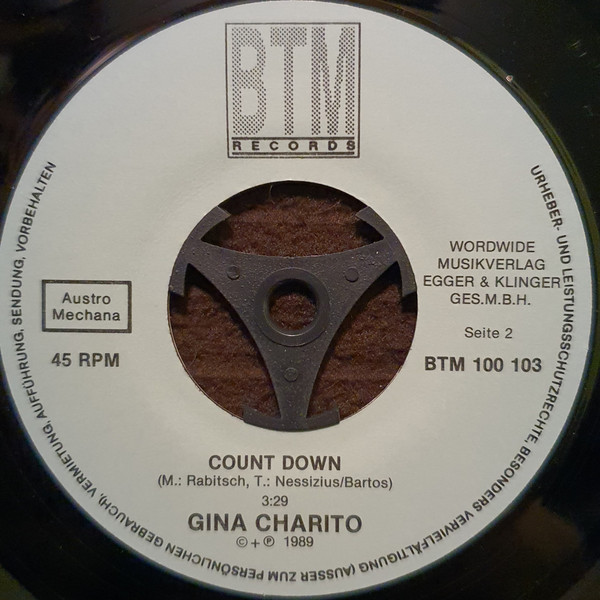 BTM
RECORDS
URHEBER- UND LEISTUNGSSCHUTZRECHTE, BESONDERS VERVIELFÄLTIGUNG (AUSSER ZUM PERSÖNLICHEN GEBRAUCH), VERMIETUNG, AUFFÜHRUNG, SENDUNG, VORBEHALTEN
Austro
Mechana
45 RPM
WORDWIDE
MUSIKVERLAG
EGGER & KLINGER
GES.M.B.H.
Seite 2
BTM 100 103
COUNT DOWN
(M.: Rabitsch, T.: Nessizius/Bartos)
3:29
GINA CHARITO
© + ℗ 1989